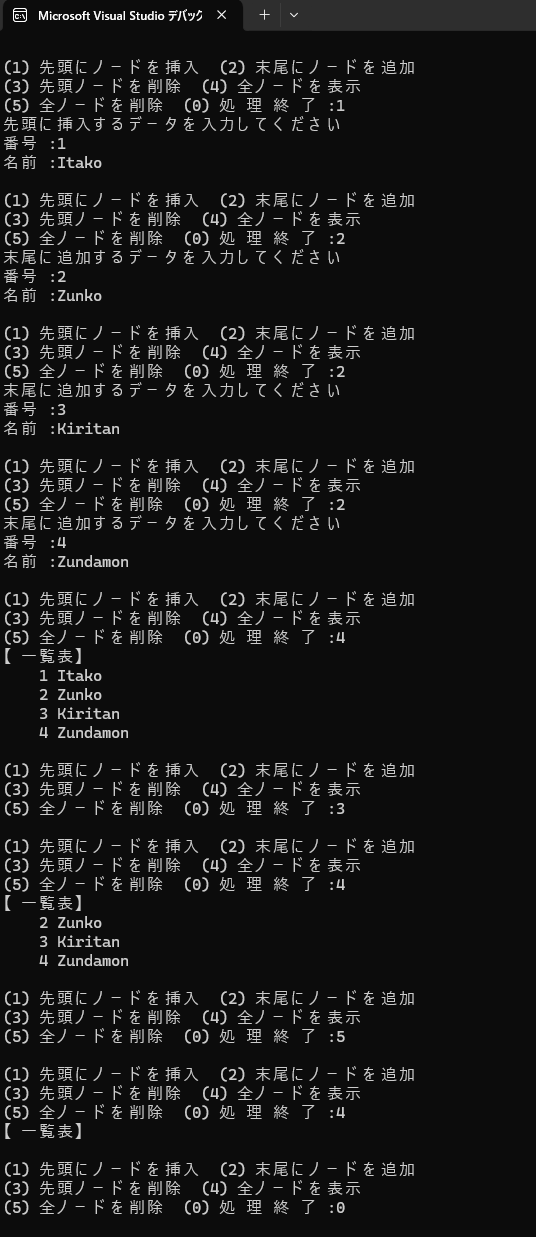 Microsoft Visual Studio デバック
(1) 先頭にノードを挿入  (2) 末尾にノードを追加
(3) 先頭ノードを削除  (4) 全ノードを表示
(5) 全ノードを削除  (0) 処 理 終 了 :1
先頭に挿入するデータを入力してください
番号 :1
名前 :Itako
(1) 先頭にノードを挿入  (2) 末尾にノードを追加
(3) 先頭ノードを削除  (4) 全ノードを表示
(5) 全ノードを削除  (0) 処 理 終 了 :2
末尾に追加するデータを入力してください
番号 :2
名前 :Zunko
(1) 先頭にノードを挿入  (2) 末尾にノードを追加
(3) 先頭ノードを削除  (4) 全ノードを表示
(5) 全ノードを削除  (0) 処 理 終 了 :2
末尾に追加するデータを入力してください
番号 :3
名前 :Kiritan
(1) 先頭にノードを挿入  (2) 末尾にノードを追加
(3) 先頭ノードを削除  (4) 全ノードを表示
(5) 全ノードを削除  (0) 処 理 終 了 :2
末尾に追加するデータを入力してください
番号 :4
名前 :Zundamon
(1) 先頭にノードを挿入  (2) 末尾にノードを追加
(3) 先頭ノードを削除  (4) 全ノードを表示
(5) 全ノードを削除  (0) 処 理 終 了 :4
【 一覧表】
    1 Itako
    2 Zunko
    3 Kiritan
    4 Zundamon
(1) 先頭にノードを挿入  (2) 末尾にノードを追加
(3) 先頭ノードを削除  (4) 全ノードを表示
(5) 全ノードを削除  (0) 処 理 終 了 :3
(1) 先頭にノードを挿入  (2) 末尾にノードを追加
(3) 先頭ノードを削除  (4) 全ノードを表示
(5) 全ノードを削除  (0) 処 理 終 了 :4
【 一覧表】
    2 Zunko
    3 Kiritan
    4 Zundamon
(1) 先頭にノードを挿入  (2) 末尾にノードを追加
(3) 先頭ノードを削除  (4) 全ノードを表示
(5) 全ノードを削除  (0) 処 理 終 了 :5
(1) 先頭にノードを挿入  (2) 末尾にノードを追加
(3) 先頭ノードを削除  (4) 全ノードを表示
(5) 全ノードを削除  (0) 処 理 終 了 :4
【 一覧表】
(1) 先頭にノードを挿入  (2) 末尾にノードを追加
(3) 先頭ノードを削除  (4) 全ノードを表示
(5) 全ノードを削除  (0) 処 理 終 了 :0